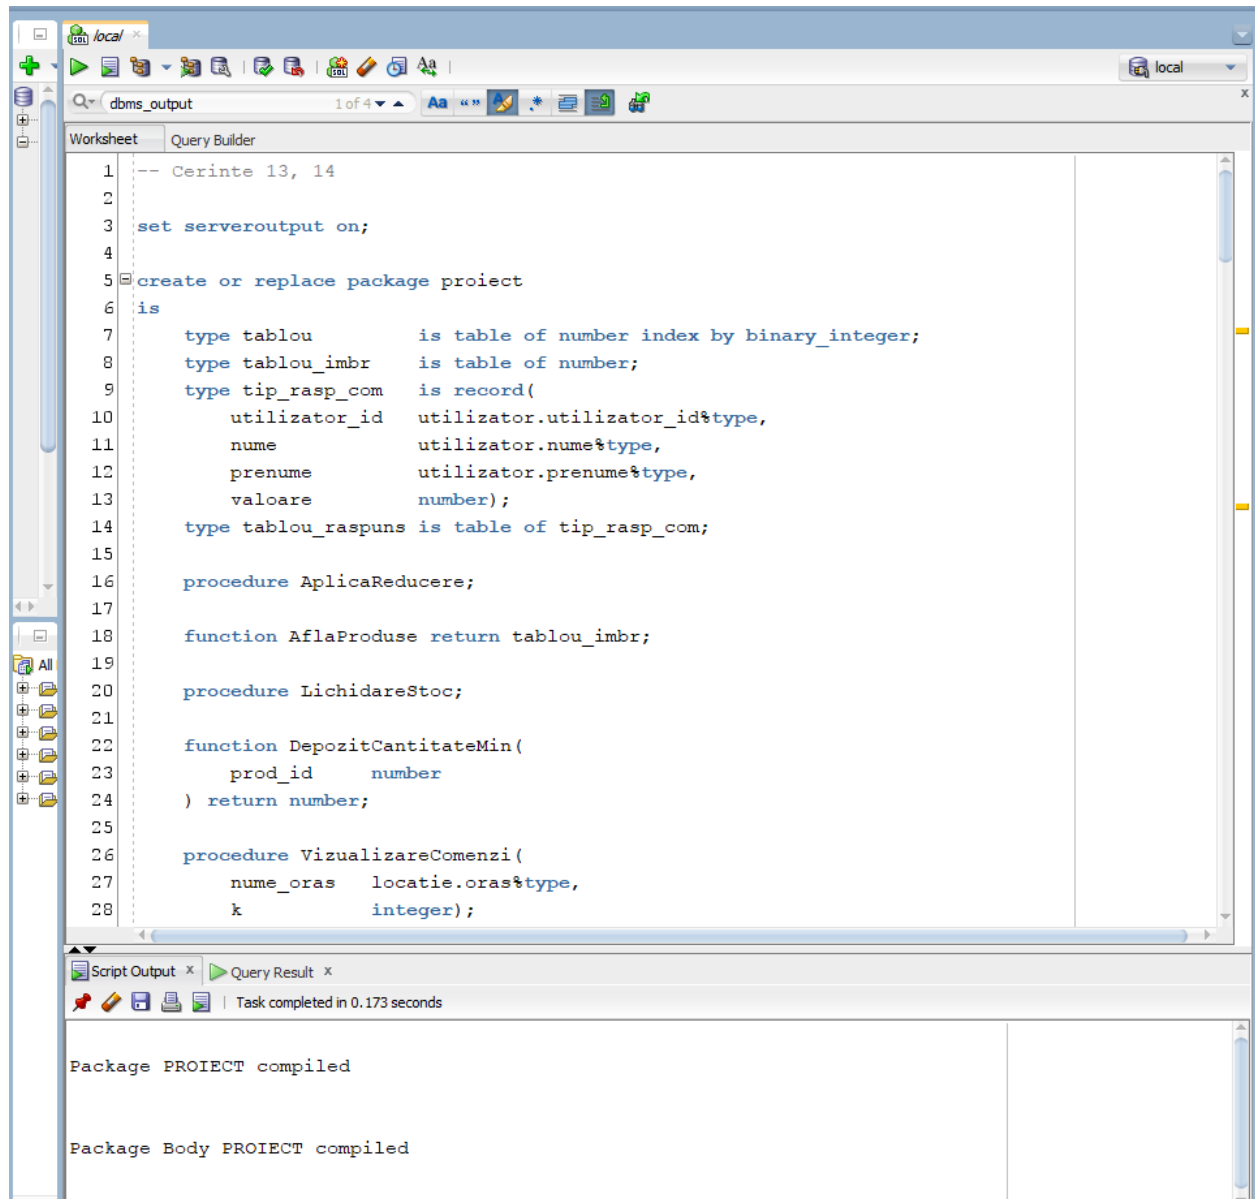 local
local
dbms_output 1 of 4 Aa “ ” .*
Worksheet Query Builder
1 -- Cerinte 13, 14
2
3 set serveroutput on;
4
5 create or replace package proiect
6 is
7 type tablou is table of number index by binary_integer;
8 type tablou_imbr is table of number;
9 type tip_rasp_com is record(
10 utilizator_id utilizator.utilizator_id%type,
11 nume utilizator.nume%type,
12 prenume utilizator.prenume%type,
13 valoare number);
14 type tablou_raspuns is table of tip_rasp_com;
15
16 procedure AplicaReducere;
17
18 function AflaProduse return tablou_imbr;
19
20 procedure LichidareStoc;
21
22 function DepozitCantitateMin(
23 prod_id number
24 ) return number;
25
26 procedure VizualizareComenzi(
27 nume_oras locatie.oras%type,
28 k integer);
All
Script Output x Query Result x
Task completed in 0.173 seconds
Package PROIECT compiled
Package Body PROIECT compiled